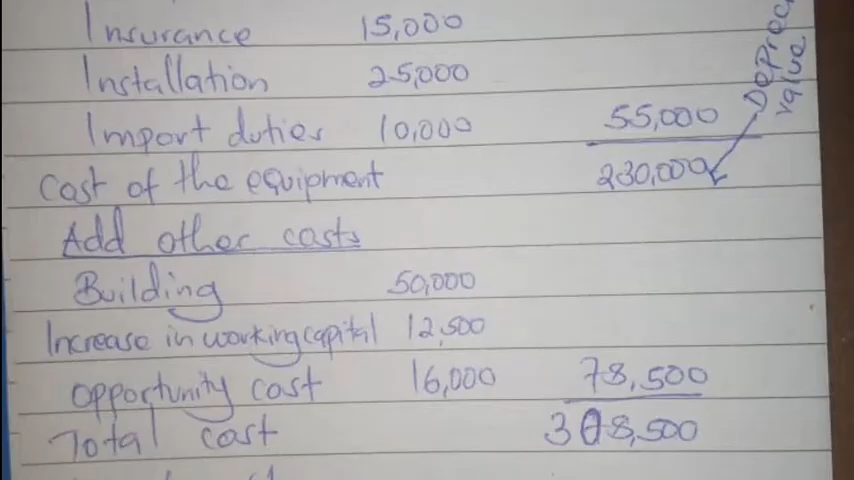 Insurance 15,000
Installation 25,000
Import duties 10,000 55,000
Cost of the equipment 230,000
Add other costs
Building 50,000
Increase in working capital 12,500
Opportunity cost 16,000 78,500
Total cost 308,500
value